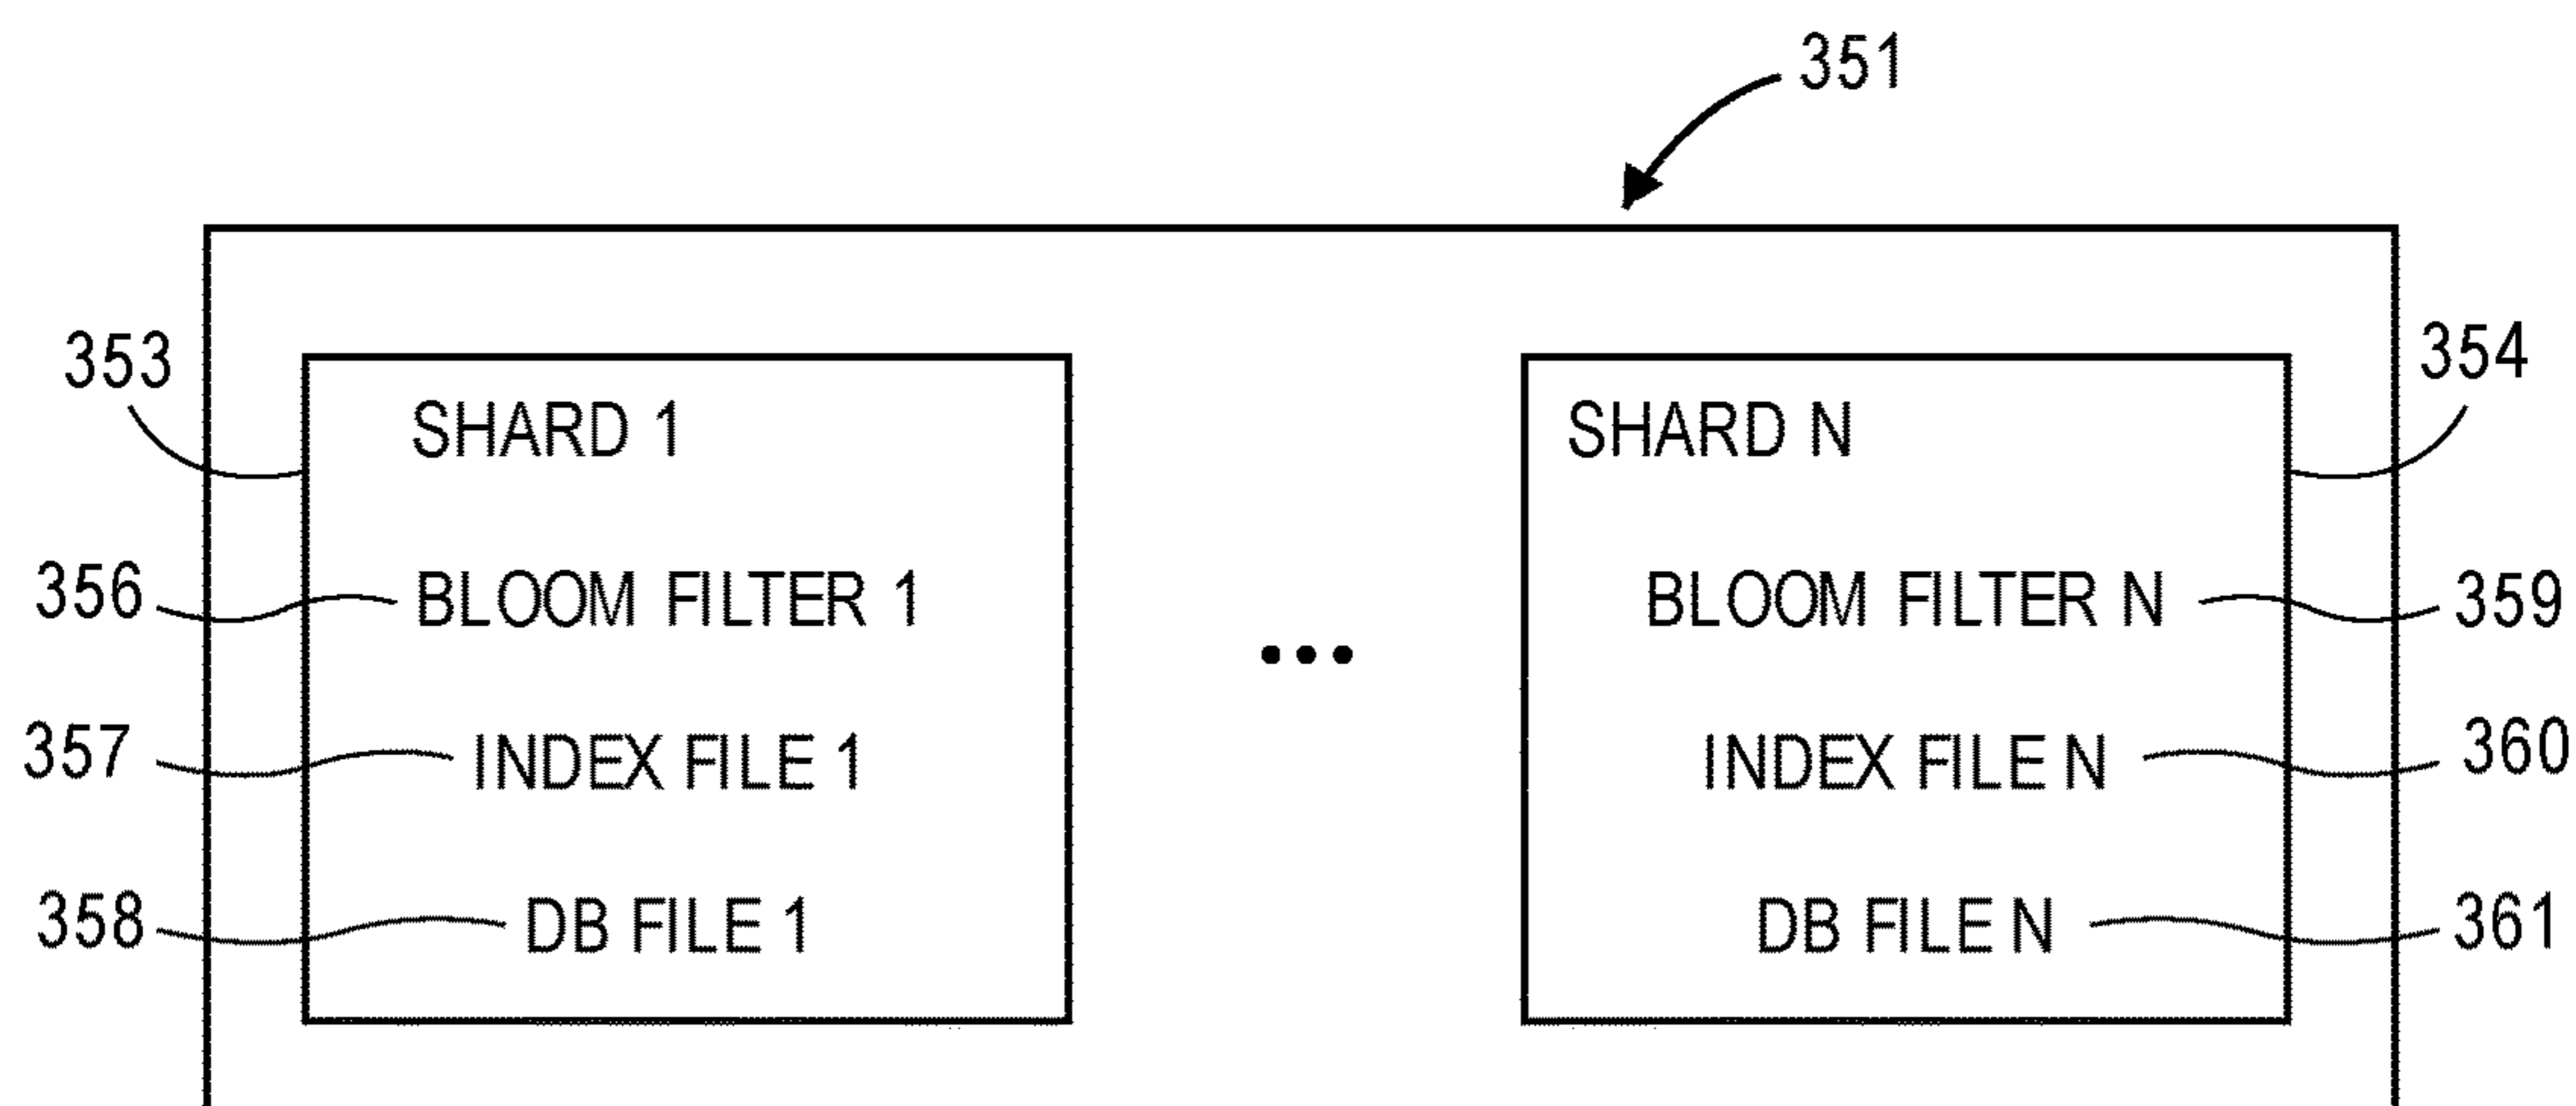 351
353
354
SHARD 1
SHARD N
356
BLOOM FILTER 1
BLOOM FILTER N
359
357
INDEX FILE 1
INDEX FILE N
360
358
DB FILE 1
DB FILE N
361